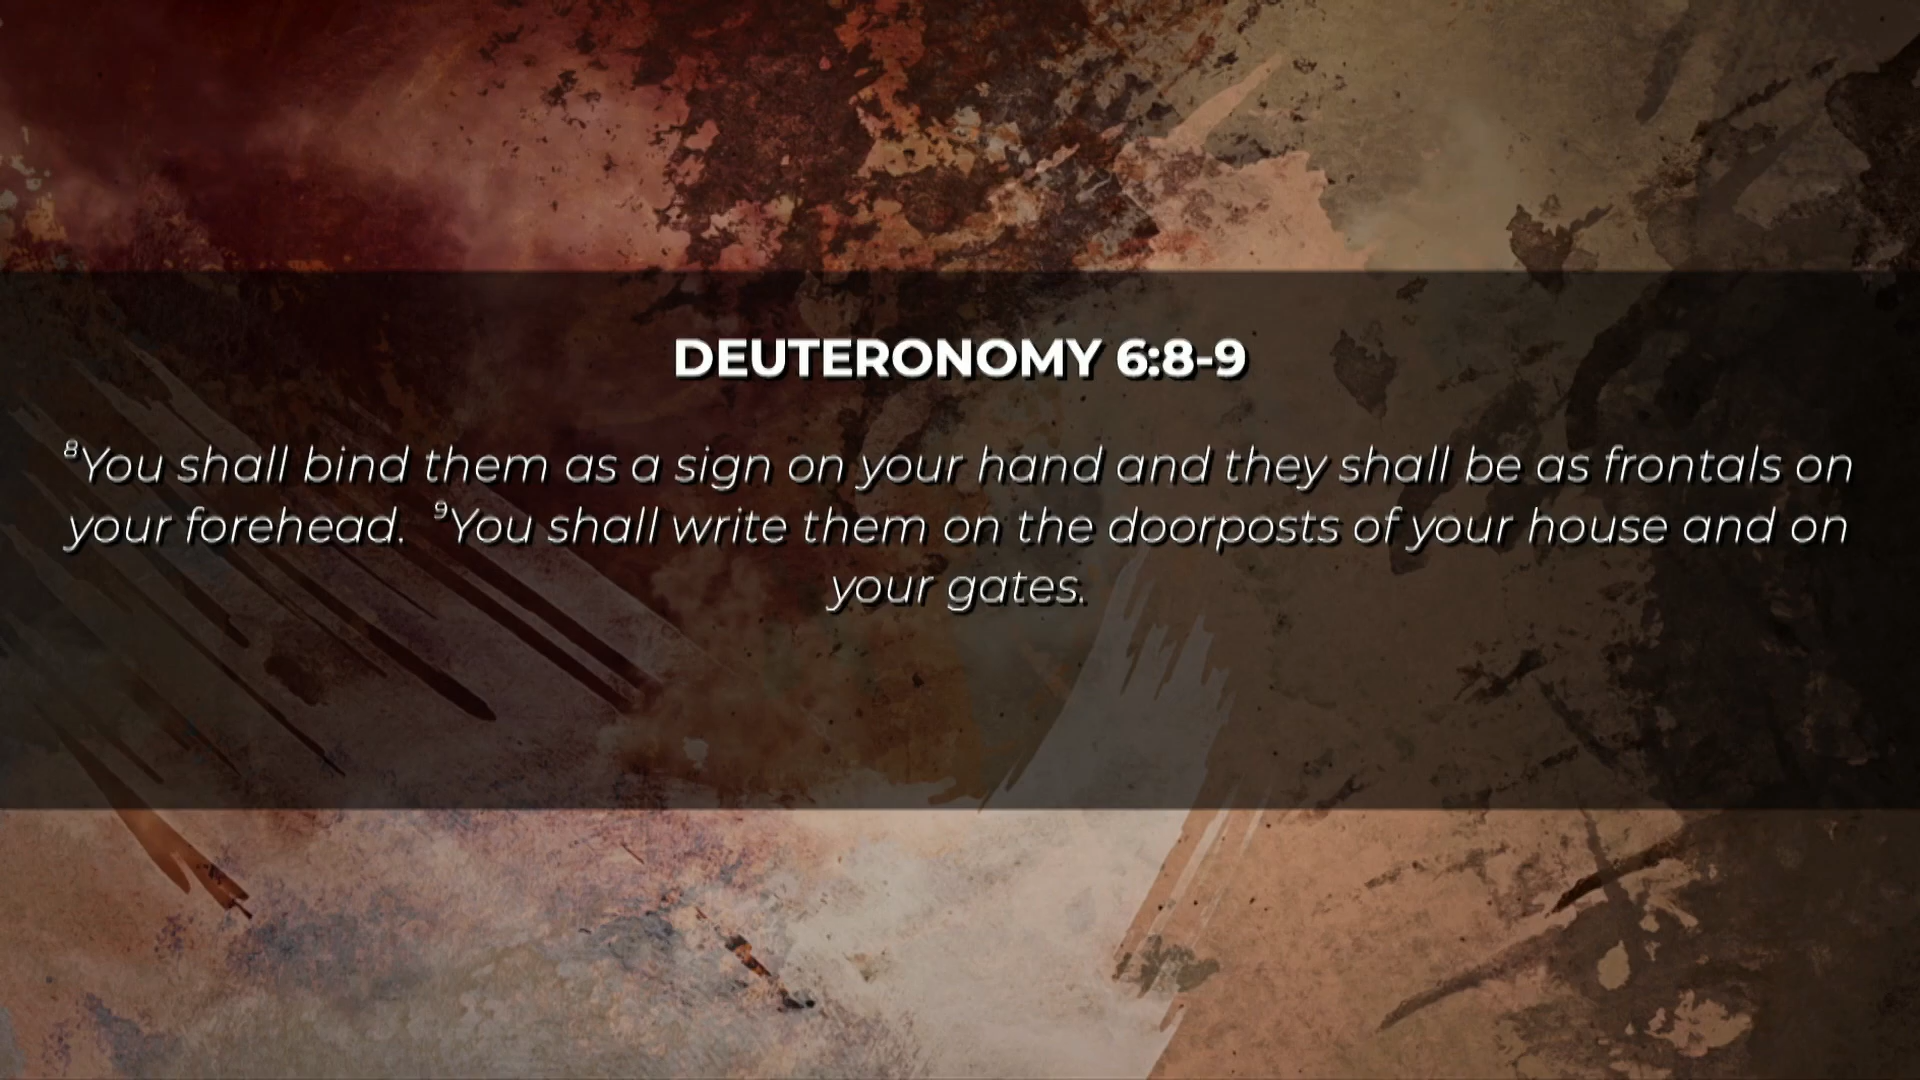 DEUTERONOMY 6:8-9
⁸You shall bind them as a sign on your hand and they shall be as frontals on
your forehead. ⁹You shall write them on the doorposts of your house and on
your gates.